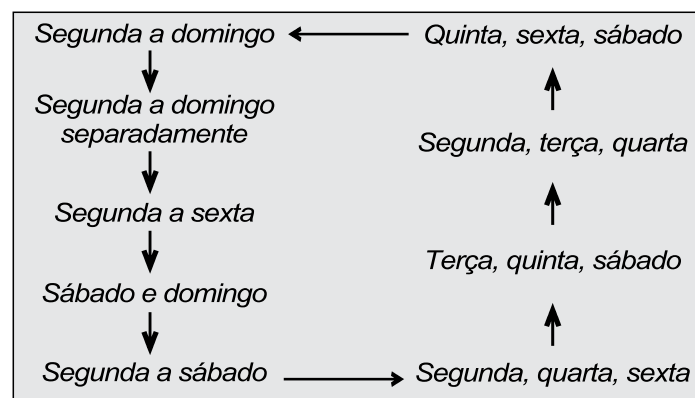 Segunda a domingo
Segunda a domingo
separadamente
Segunda a sexta
Sábado e domingo
Segunda a sábado
Segunda, quarta, sexta
Terça, quinta, sábado
Segunda, terça, quarta
Quinta, sexta, sábado